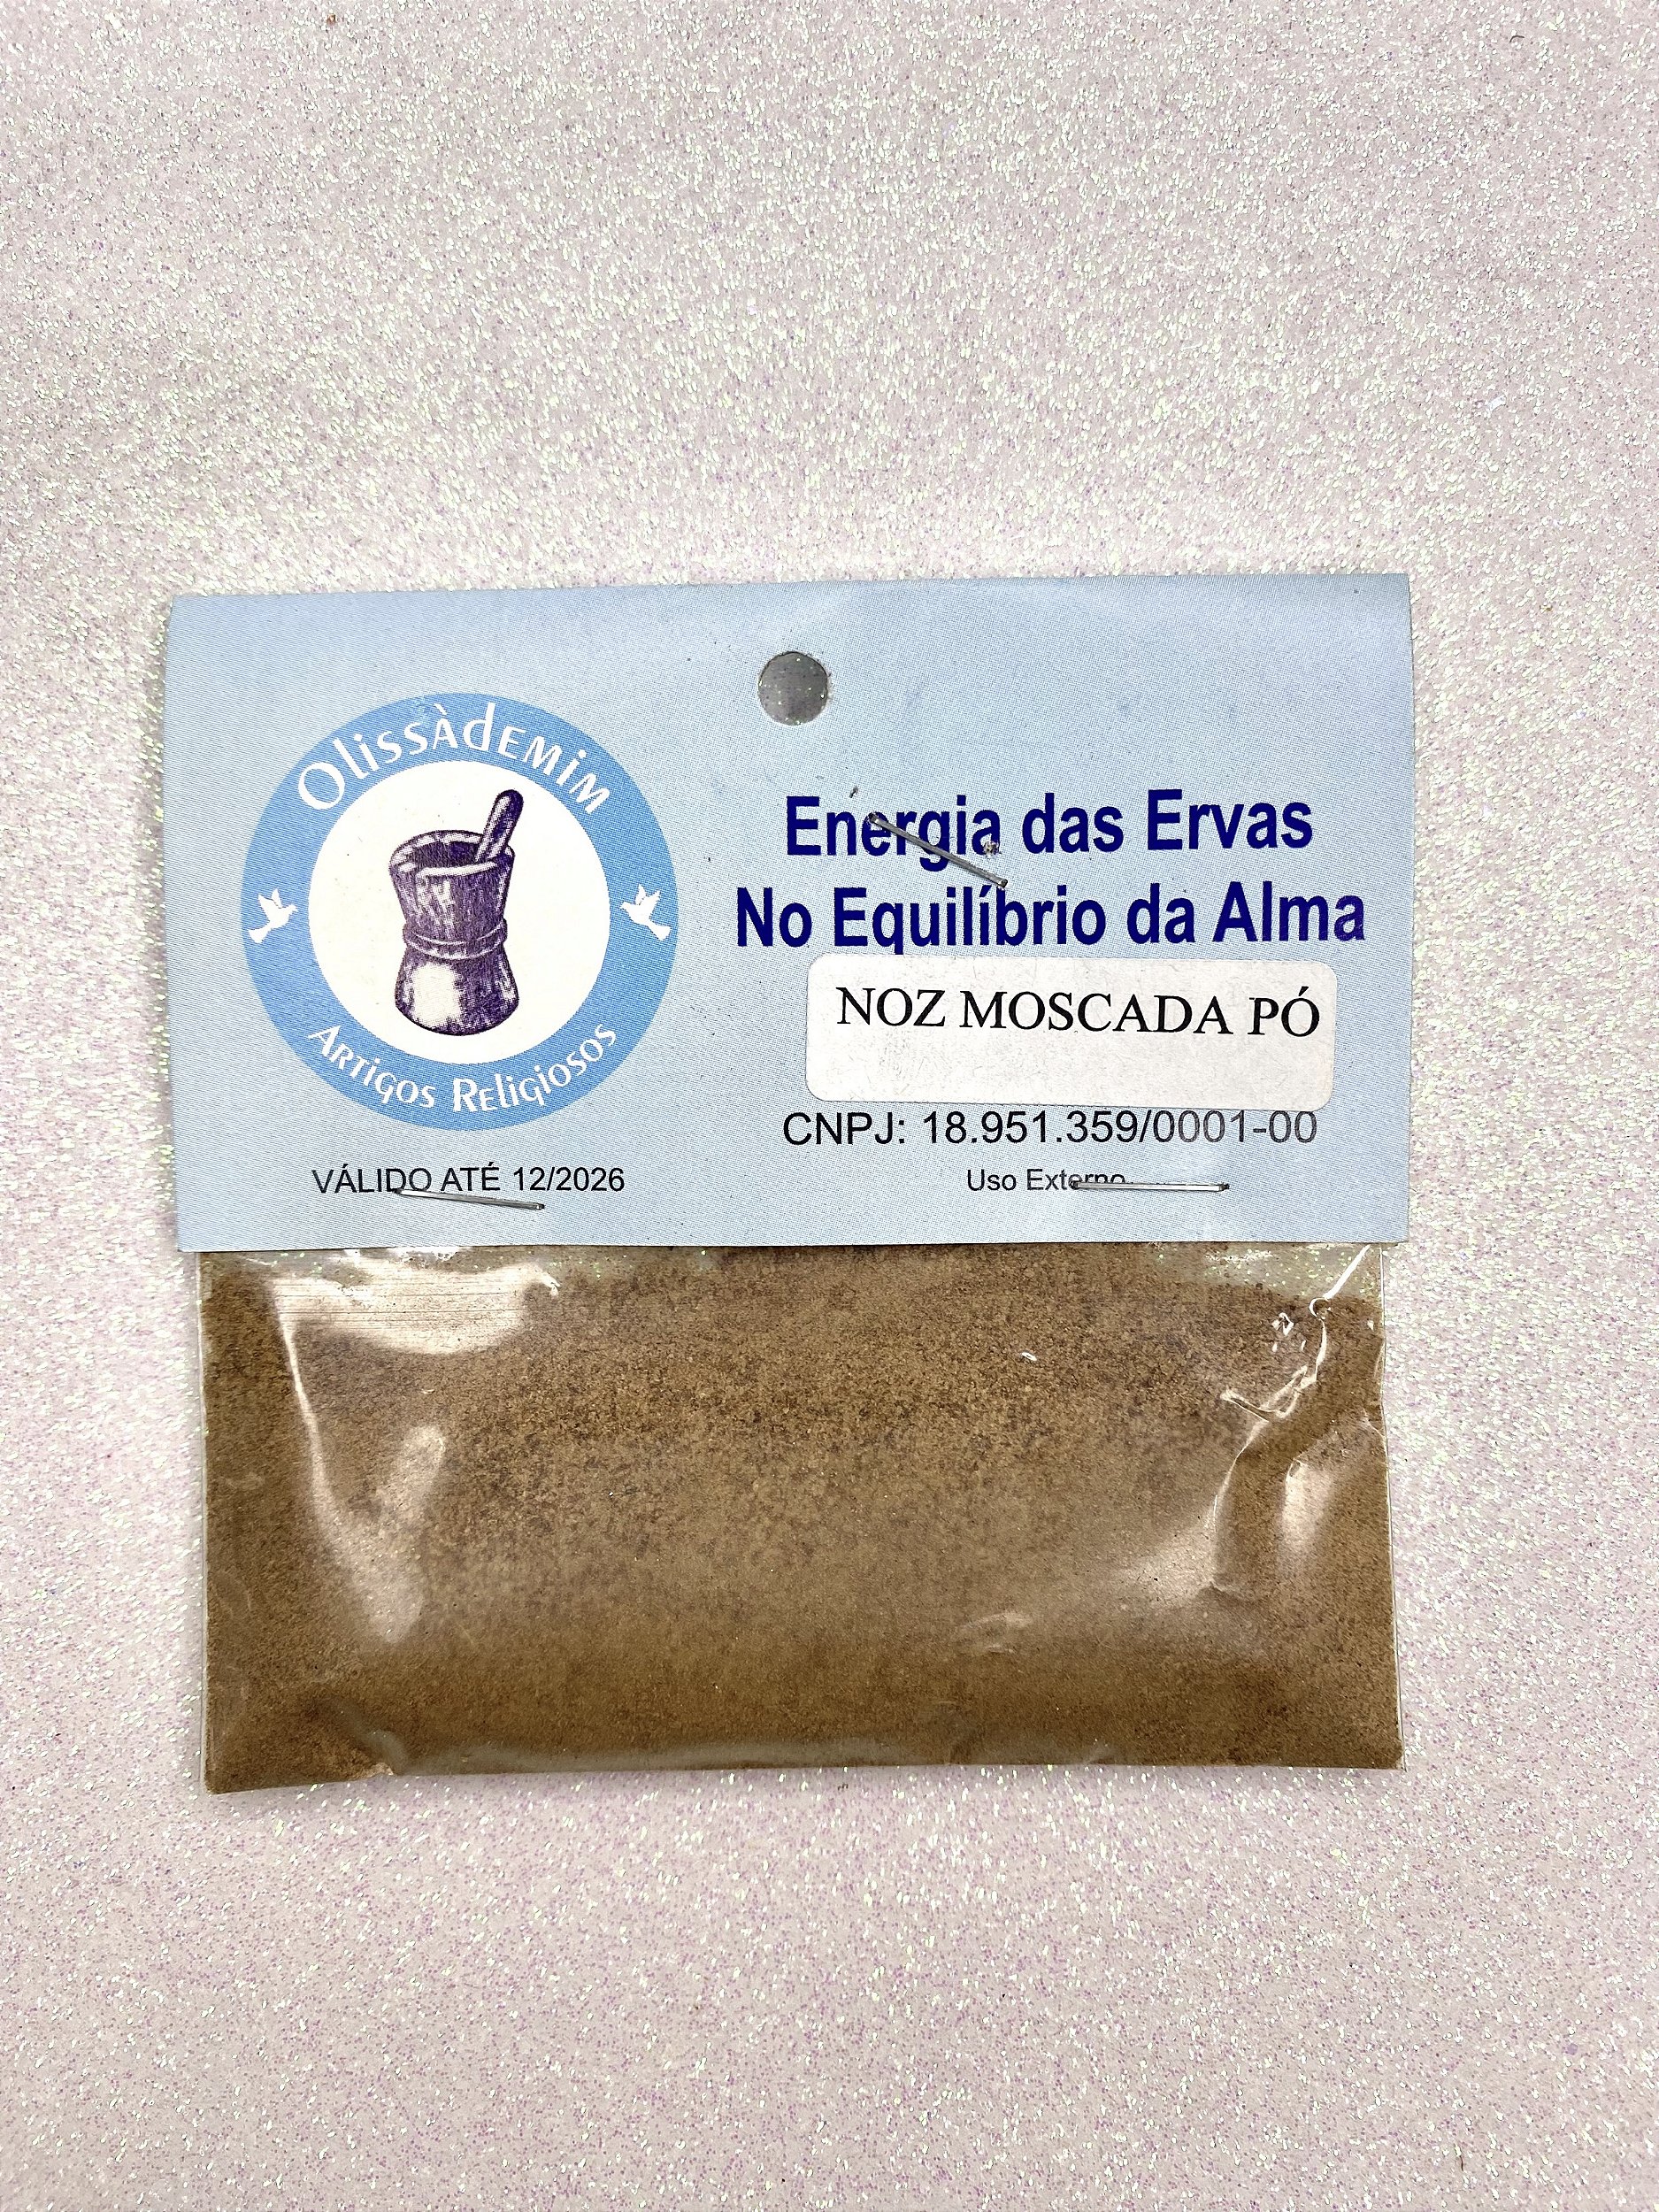 OlissÀdEMiM
ARTiGOS RELigiosos
Energia das Ervas
No Equilíbrio da Alma
NOZ MOSCADA PÓ
CNPJ: 18.951.359/0001-00
VÁLIDO ATÉ 12/2026
Uso Externo